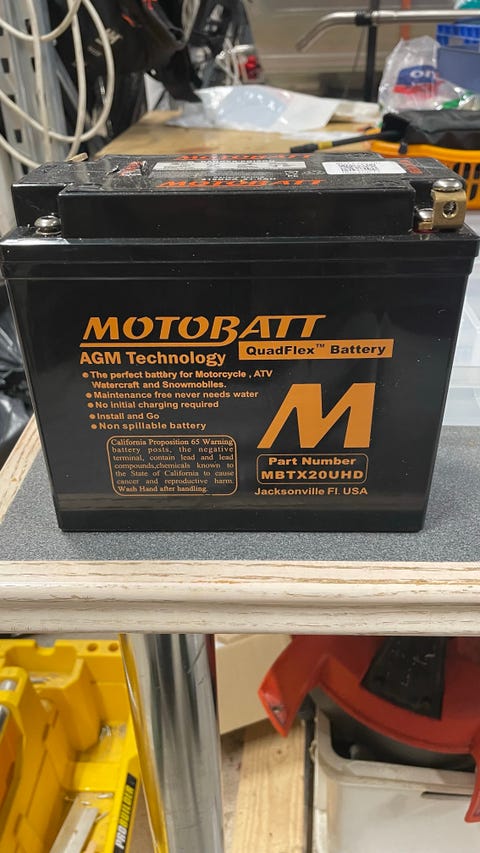 MOTOBATT
MOTOBATT
AGM Technology
QuadFlex™ Battery
The perfect battery for Motorcycle , ATV
Watercraft and Snowmobiles.
Maintenance free never needs water
No initial charging required
Install and Go
Non spillable battery
California Proposition 65 Warning
battery posts, the negative
terminal, contain lead and lead
compounds,chemicals known to
the State of California to cause
cancer and reproductive harm.
Wash Hand after handling.
M
Part Number
MBTX20UHD
Jacksonville Fl. USA
PROBUILDER